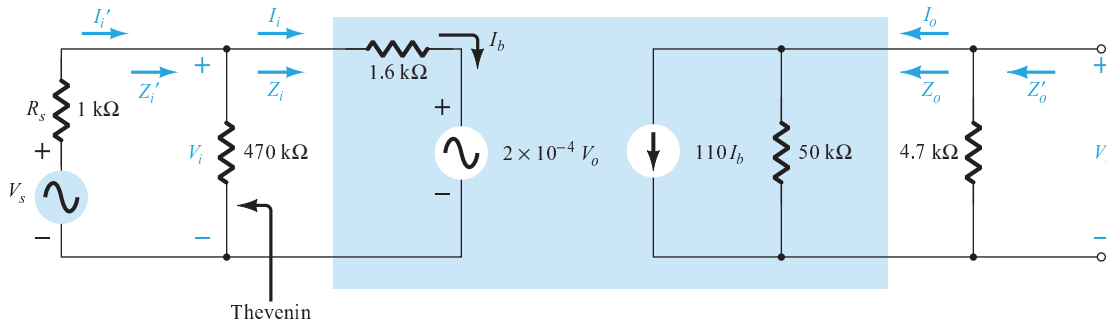 I_i' I_i I_b I_o
+ Z_i' Z_i 1.6 kΩ Z_o Z_o' +
R_s 1 kΩ +
+ V_i 470 kΩ 2 × 10⁻⁴ V_o 110 I_b 50 kΩ 4.7 kΩ V
V_s −
− − −
Thevenin